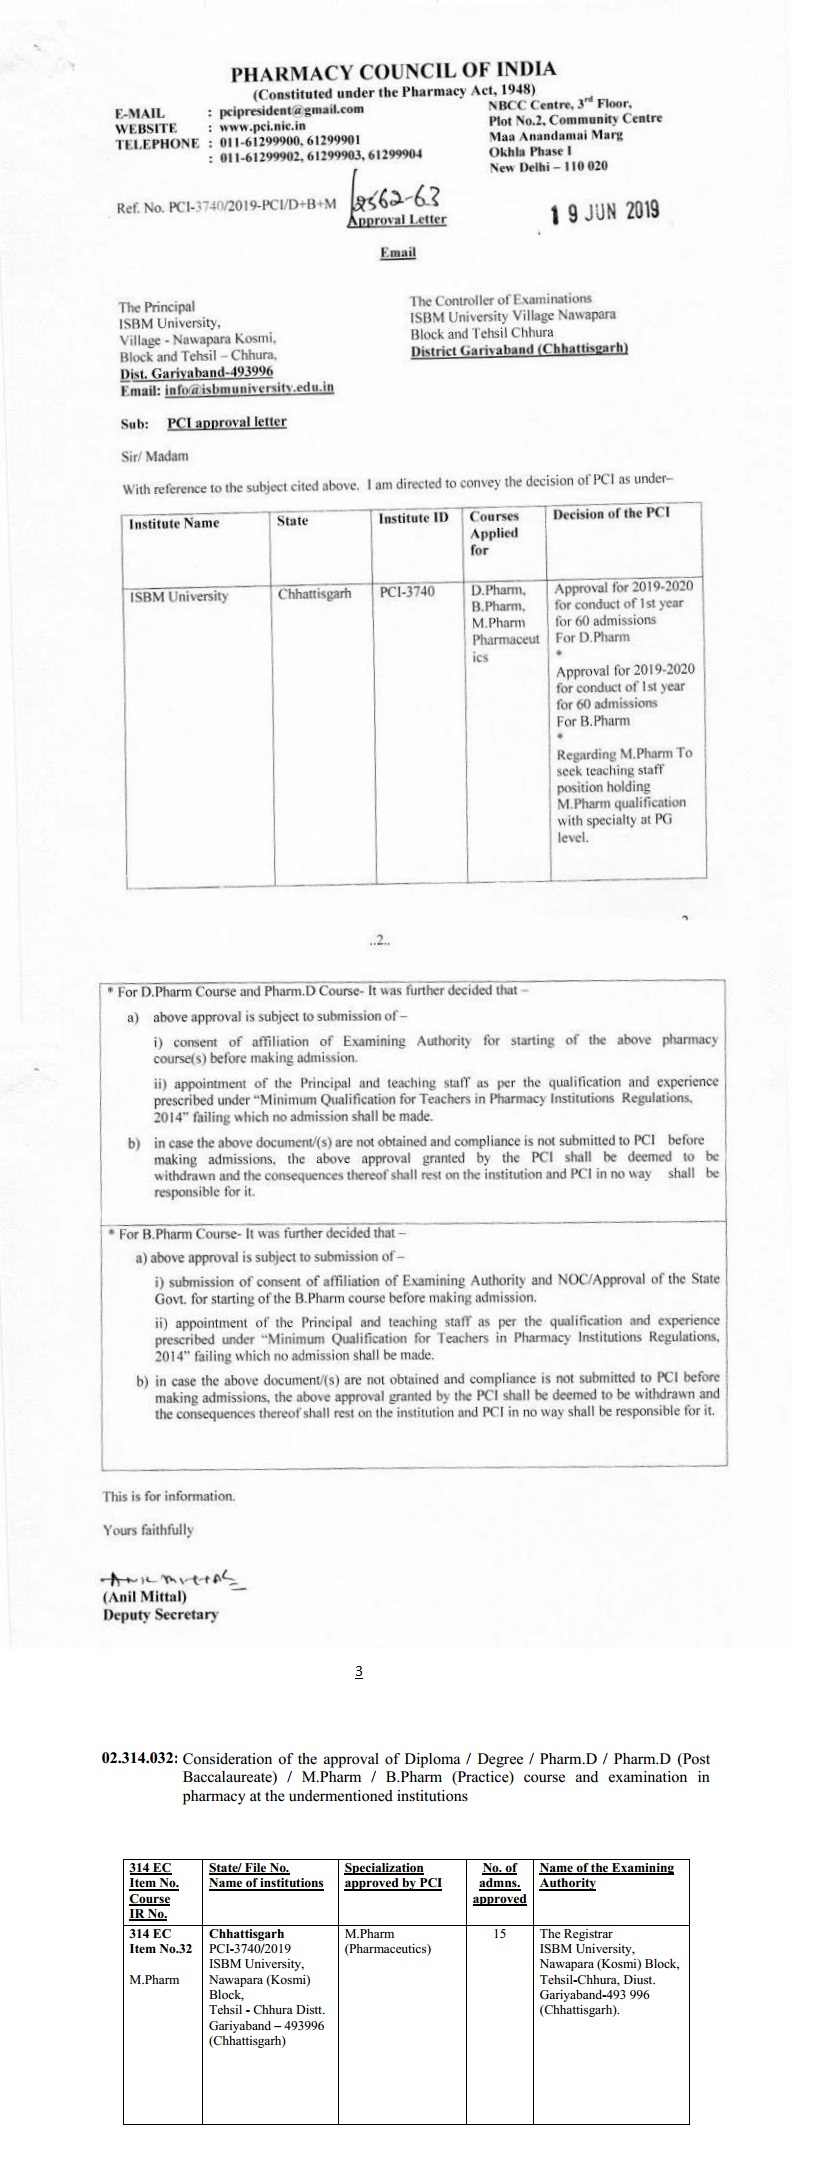 PHARMACY COUNCIL OF INDIA
(Constituted under the Pharmacy Act, 1948)
E-MAIL : pcipresident@gmail.com
WEBSITE : www.pci.nic.in
TELEPHONE : 011-61299900, 61299901
: 011-61299902, 61299903, 61299904
NBCC Centre, 3rd Floor,
Plot No.2, Community Centre
Maa Anandamai Marg
Okhla Phase I
New Delhi – 110 020
Ref. No. PCI-3740/2019-PCI/D+B+M 2562-63
Approval Letter
19 JUN 2019
Email
The Principal
ISBM University,
Village - Nawapara Kosmi,
Block and Tehsil – Chhura,
Dist. Gariyaband-493996
Email: info@isbmuniversity.edu.in
The Controller of Examinations
ISBM University Village Nawapara
Block and Tehsil Chhura
District Gariyaband (Chhattisgarh)
Sub: PCI approval letter
Sir/ Madam
With reference to the subject cited above. I am directed to convey the decision of PCI as under–
Institute Name
State
Institute ID
Courses
Applied
for
Decision of the PCI
ISBM University
Chhattisgarh
PCI-3740
D.Pharm,
B.Pharm,
M.Pharm
Pharmaceut
ics
Approval for 2019-2020
for conduct of 1st year
for 60 admissions
For D.Pharm
*
Approval for 2019-2020
for conduct of 1st year
for 60 admissions
For B.Pharm
*
Regarding M.Pharm To
seek teaching staff
position holding
M.Pharm qualification
with specialty at PG
level.
..2..
* For D.Pharm Course and Pharm.D Course- It was further decided that –
a) above approval is subject to submission of –
i) consent of affiliation of Examining Authority for starting of the above pharmacy
course(s) before making admission.
ii) appointment of the Principal and teaching staff as per the qualification and experience
prescribed under “Minimum Qualification for Teachers in Pharmacy Institutions Regulations,
2014” failing which no admission shall be made.
b) in case the above document/(s) are not obtained and compliance is not submitted to PCI before
making admissions, the above approval granted by the PCI shall be deemed to be
withdrawn and the consequences thereof shall rest on the institution and PCI in no way shall be
responsible for it.
* For B.Pharm Course- It was further decided that –
a) above approval is subject to submission of –
i) submission of consent of affiliation of Examining Authority and NOC/Approval of the State
Govt. for starting of the B.Pharm course before making admission.
ii) appointment of the Principal and teaching staff as per the qualification and experience
prescribed under “Minimum Qualification for Teachers in Pharmacy Institutions Regulations,
2014” failing which no admission shall be made.
b) in case the above document/(s) are not obtained and compliance is not submitted to PCI before
making admissions, the above approval granted by the PCI shall be deemed to be withdrawn and
the consequences thereof shall rest on the institution and PCI in no way shall be responsible for it.
This is for information.
Yours faithfully
Anil Mittal
(Anil Mittal)
Deputy Secretary
3
02.314.032: Consideration of the approval of Diploma / Degree / Pharm.D / Pharm.D (Post
Baccalaureate) / M.Pharm / B.Pharm (Practice) course and examination in
pharmacy at the undermentioned institutions
314 EC
Item No.
Course
IR No.
State/ File No.
Name of institutions
Specialization
approved by PCI
No. of
admns.
approved
Name of the Examining
Authority
314 EC
Item No.32
M.Pharm
Chhattisgarh
PCI-3740/2019
ISBM University,
Nawapara (Kosmi)
Block,
Tehsil - Chhura Distt.
Gariyaband – 493996
(Chhattisgarh)
M.Pharm
(Pharmaceutics)
15
The Registrar
ISBM University,
Nawapara (Kosmi) Block,
Tehsil-Chhura, Diust.
Gariyaband-493 996
(Chhattisgarh).